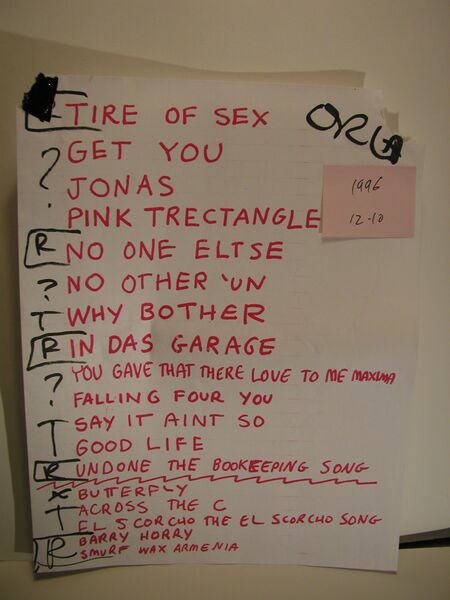 TIRE OF SEX
? GET YOU
JONAS
PINK TRECTANGLE
1996
12-10
R NO ONE ELTSE
? NO OTHER 'UN
T WHY BOTHER
R IN DAS GARAGE
? YOU GAVE THAT THERE LOVE TO ME MAXIMA
FALLING FOUR YOU
T SAY IT AINT SO
GOOD LIFE
R UNDONE THE BOOKEEPING SONG
X BUTTERFLY
T ACROSS THE C
EL SCORCHO THE EL SCORCHO SONG
R BARRY HORRY
SMURF WAX ARMENIA